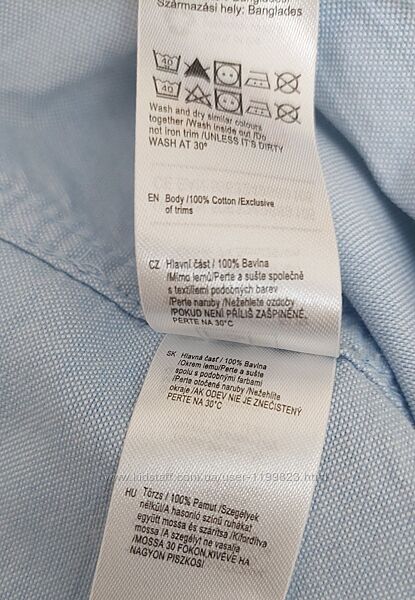 Származási hely: Banglades
40
40
Wash and dry similar colours
together /Wash inside out /Do
not iron trim /UNLESS IT'S DIRTY
WASH AT 30°
EN Body /100% Cotton /Exclusive
of trims
CZ Hlavní část / 100% Bavlna
/Mimo lemů/Perte a sušte společně
s textiliemi podobných barev
/Perte naruby /Nežehlete ozdoby
/POKUD NENÍ PŘÍLIŠ ZAŠPINĚNÉ,
PERTE NA 30°C
SK Hlavná časť / 100% Bavlna
/Okrem lemu/Perte a sušte
spolu s podobnými farbami
/Perte otočené naruby /Nežehlite
okraje /AK ODEV NIE JE ZNEČISTENÝ
PERTE NA 30°C
HU Törzs / 100% Pamut /Szegélyek
nélkül/A hasonló színű ruhákat
együtt mossa és szárítsa /Kifordítva
mossa /A szegélyt ne vasalja
/MOSSA 30 FOKON,KIVÉVE HA
NAGYON PISZKOS!